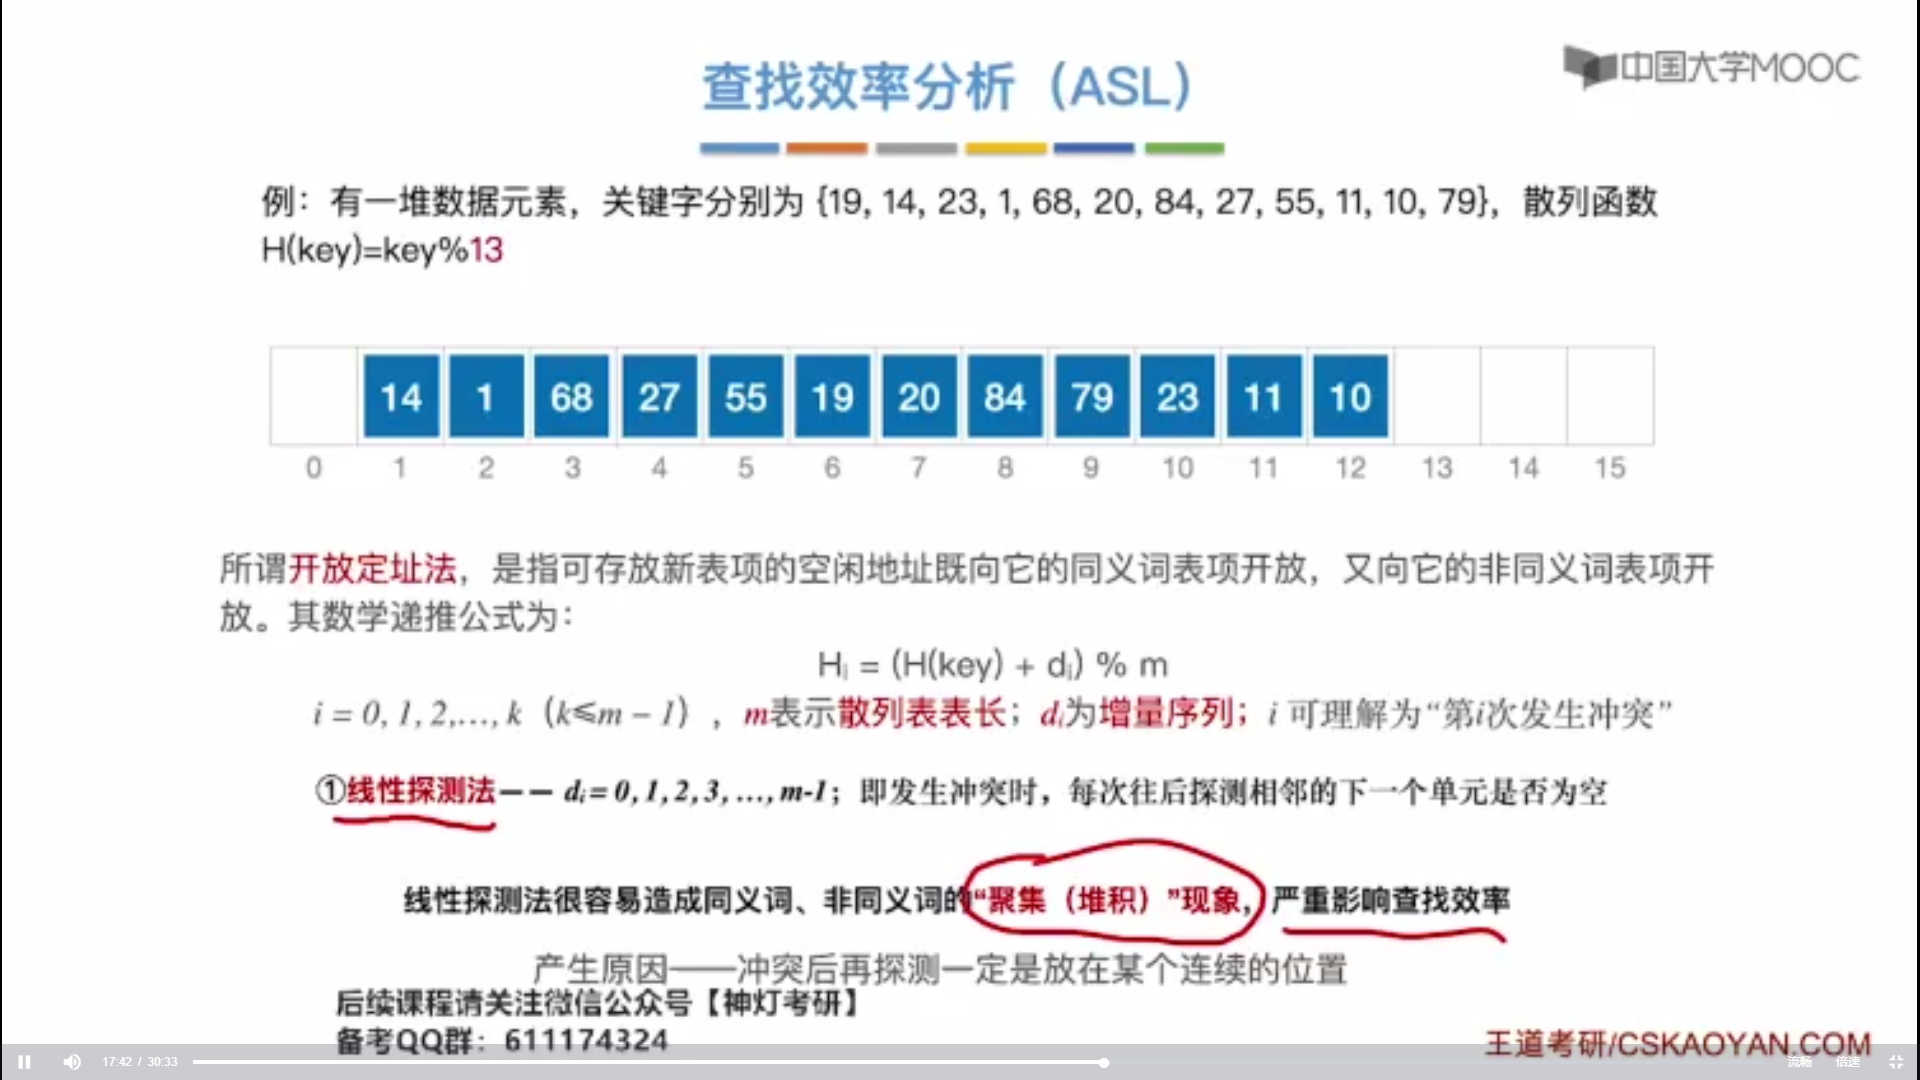 中国大学MOOC
查找效率分析（ASL）
例：有一堆数据元素，关键字分别为 {19, 14, 23, 1, 68, 20, 84, 27, 55, 11, 10, 79}，散列函数
H(key)=key%13
14 1 68 27 55 19 20 84 79 23 11 10
0 1 2 3 4 5 6 7 8 9 10 11 12 13 14 15
所谓开放定址法，是指可存放新表项的空闲地址既向它的同义词表项开放，又向它的非同义词表项开
放。其数学递推公式为：
Hᵢ = (H(key) + dᵢ) % m
i = 0, 1, 2,…, k（k≤m – 1），m表示散列表表长；dᵢ为增量序列；i 可理解为“第i次发生冲突”
①线性探测法—— dᵢ = 0, 1, 2, 3, …, m-1；即发生冲突时，每次往后探测相邻的下一个单元是否为空
线性探测法很容易造成同义词、非同义词的“聚集（堆积）”现象，严重影响查找效率
产生原因——冲突后再探测一定是放在某个连续的位置
后续课程请关注微信公众号【神灯考研】
备考QQ群：611174324
王道考研/CSKAOYAN.COM
17:42 / 30:33
流畅 倍速